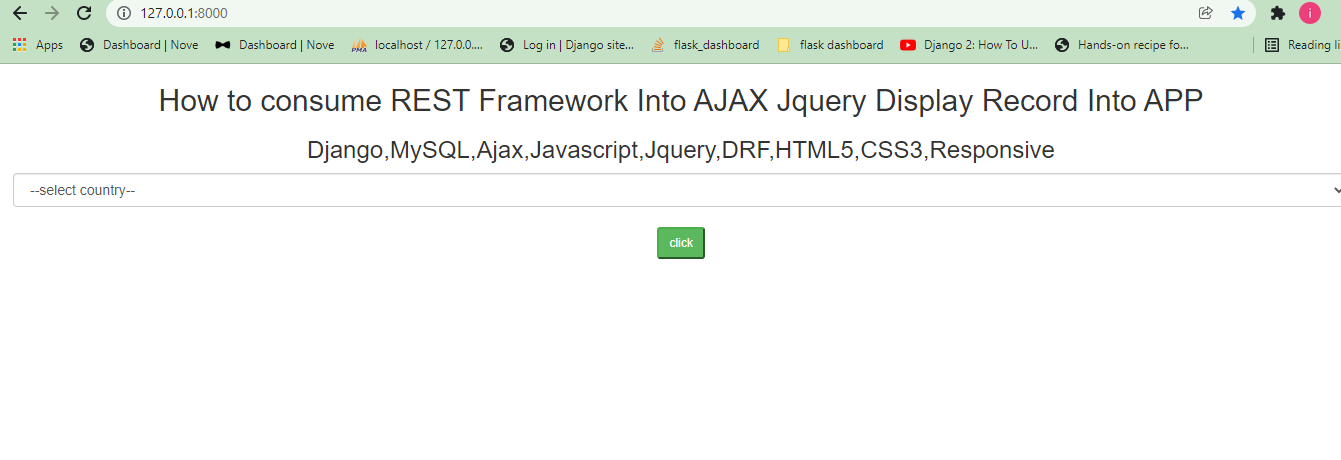 127.0.0.1:8000
i
Apps Dashboard | Nove Dashboard | Nove PMA localhost / 127.0.0.... Log in | Django site... flask_dashboard flask dashboard Django 2: How To U... Hands-on recipe fo... Reading li
How to consume REST Framework Into AJAX Jquery Display Record Into APP
Django,MySQL,Ajax,Javascript,Jquery,DRF,HTML5,CSS3,Responsive
--select country--
click